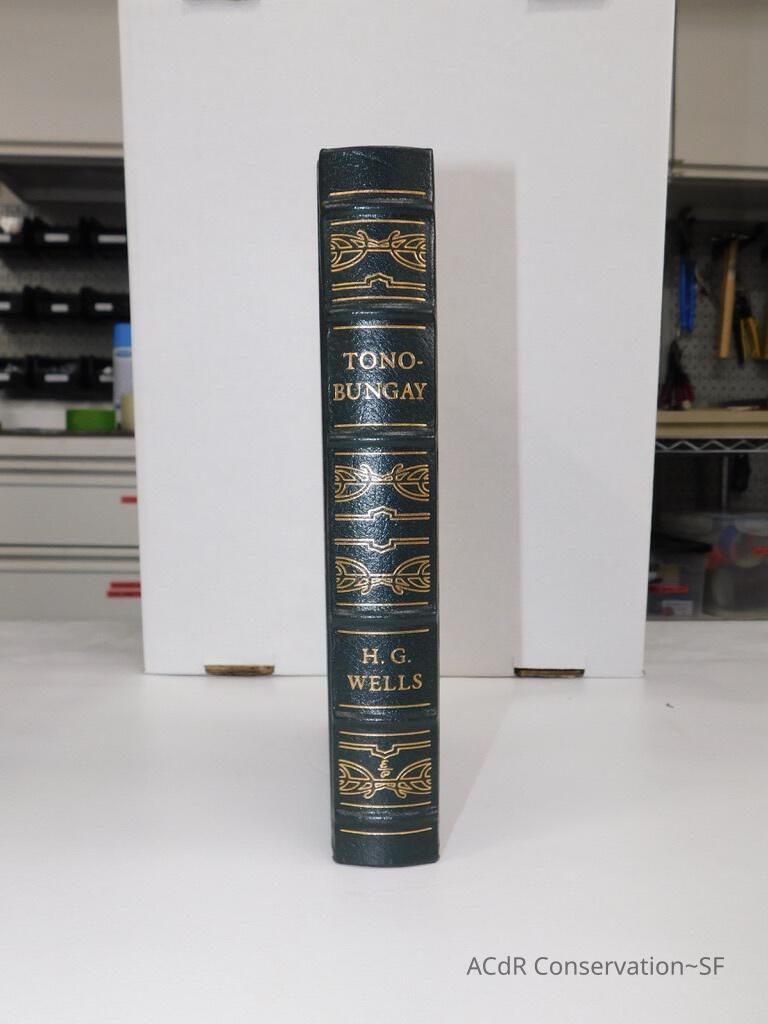 TONO-
BUNGAY
H. G.
WELLS
ACdR Conservation~SF